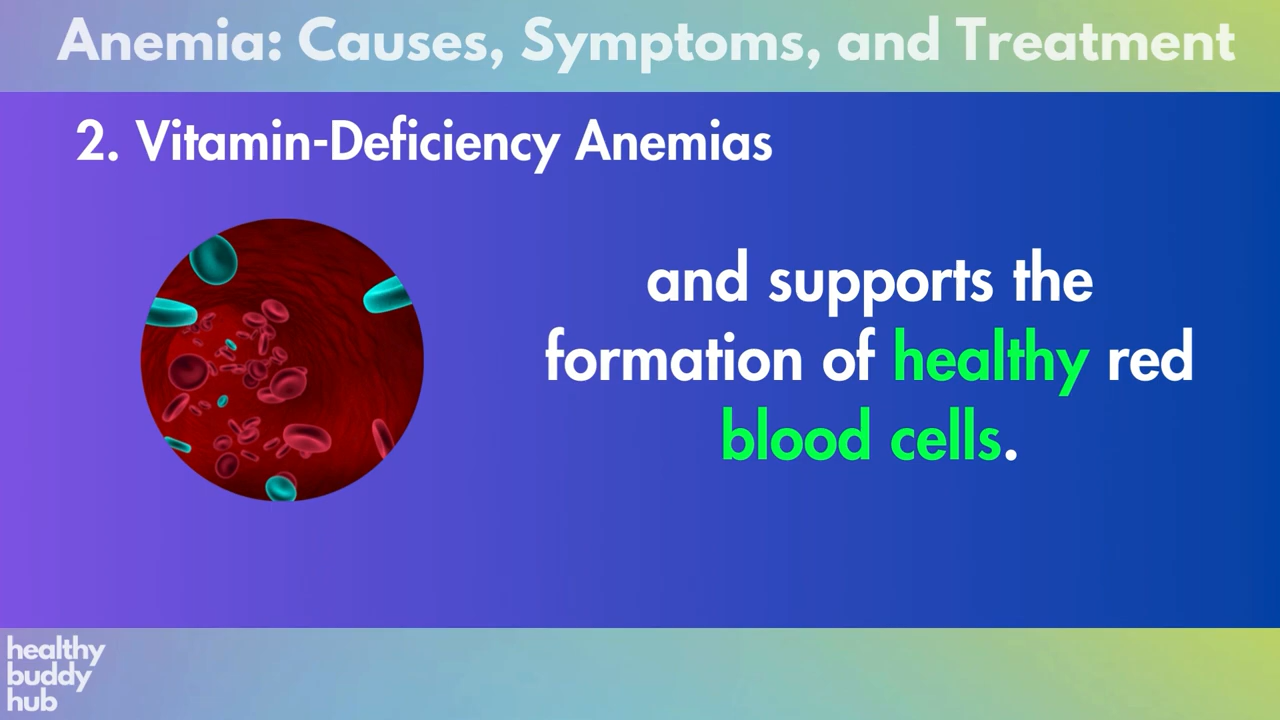 Anemia: Causes, Symptoms, and Treatment
2. Vitamin-Deficiency Anemias
and supports the
formation of healthy red
blood cells.
healthy
buddy
hub